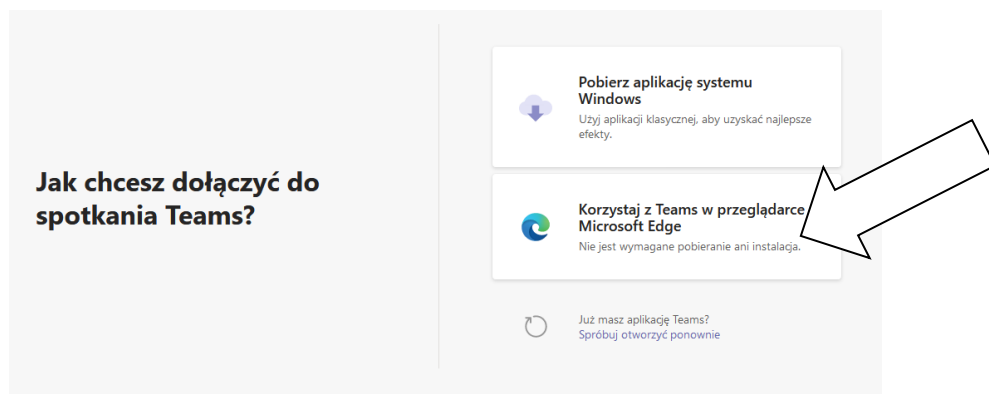 Jak chcesz dołączyć do
spotkania Teams?
Pobierz aplikację systemu
Windows
Użyj aplikacji klasycznej, aby uzyskać najlepsze
efekty.
Korzystaj z Teams w przeglądarce
Microsoft Edge
Nie jest wymagane pobieranie ani instalacja.
Już masz aplikację Teams?
Spróbuj otworzyć ponownie